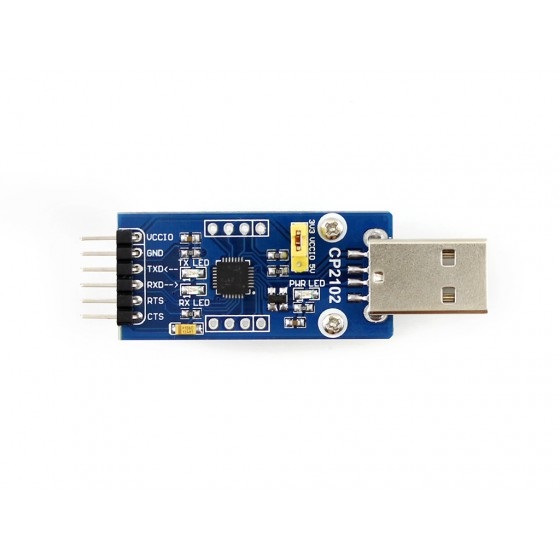 VCCIO
GND
TXD<--
RXD-->
RTS
CTS
TX LED
RX LED
3V3 VCCIO 5V
PWR LED
CP2102